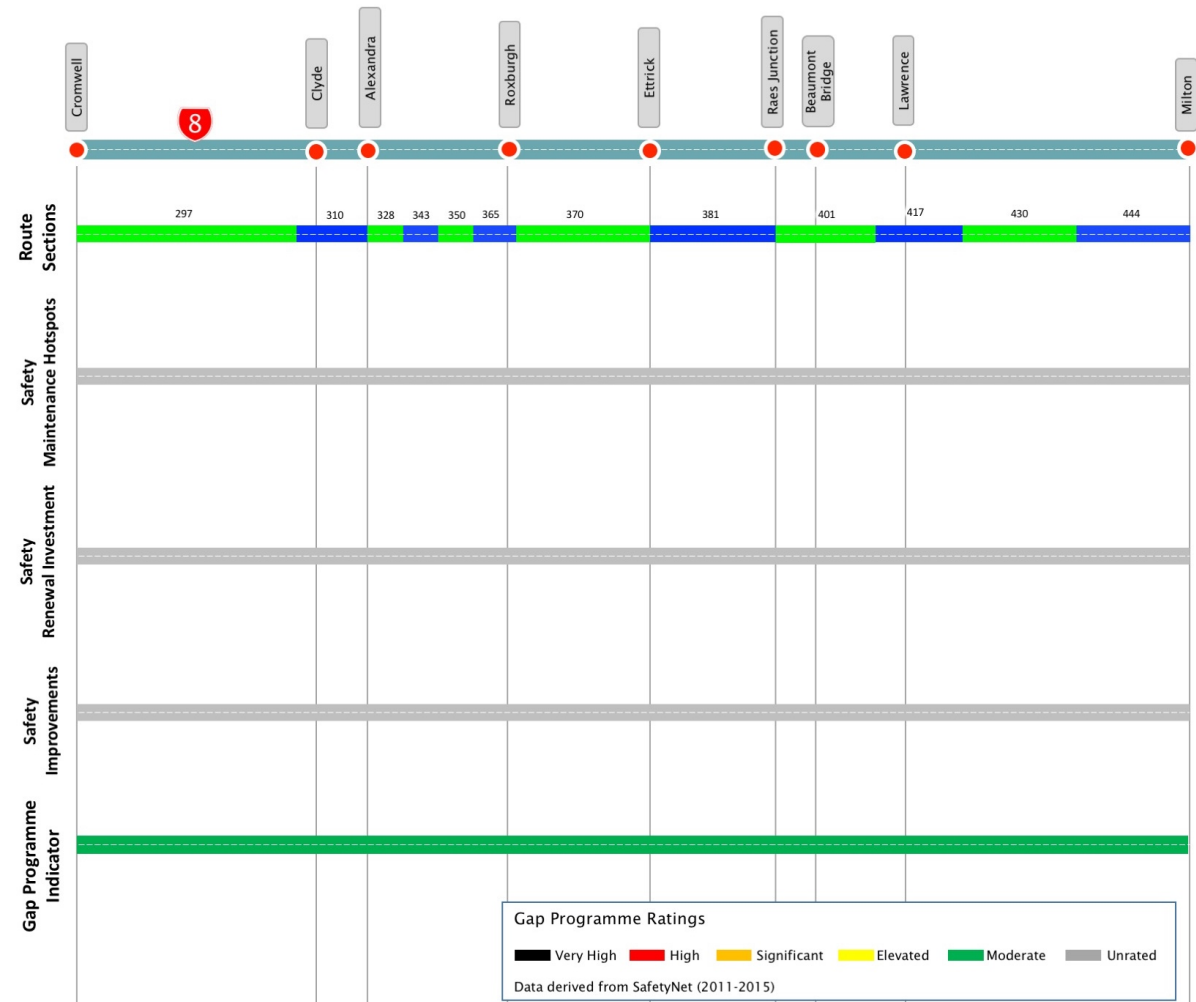 Cromwell
Clyde
Alexandra
Roxburgh
Ettrick
Raes Junction
Beaumont
Bridge
Lawrence
Milton
8
Route
Sections
297
310
328
343
350
365
370
381
401
417
430
444
Safety
Maintenance Hotspots
Safety
Renewal Investment
Safety
Improvements
Gap Programme
Indicator
Gap Programme Ratings
Very High
High
Significant
Elevated
Moderate
Unrated
Data derived from SafetyNet (2011-2015)